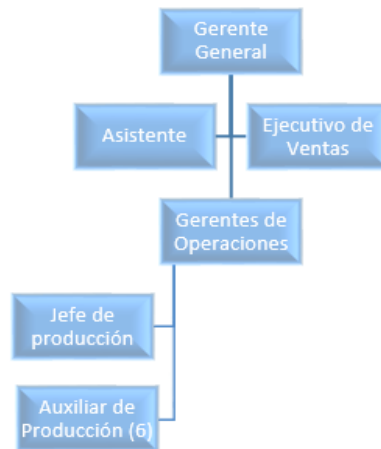 Gerente
General
Asistente
Ejecutivo de
Ventas
Gerentes de
Operaciones
Jefe de
producción
Auxiliar de
Producción (6)